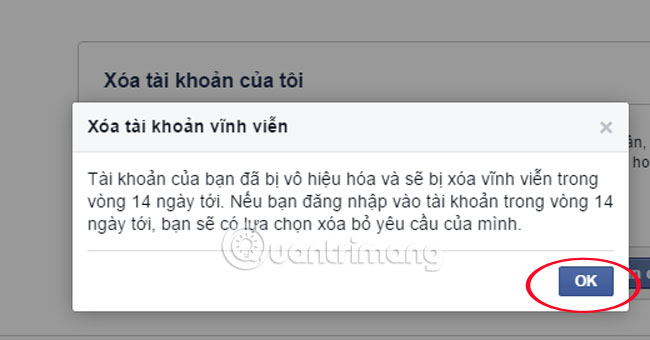 Xóa tài khoản của tôi
Xóa tài khoản vĩnh viễn
×
Tài khoản của bạn đã bị vô hiệu hóa và sẽ bị xóa vĩnh viễn trong
vòng 14 ngày tới. Nếu bạn đăng nhập vào tài khoản trong vòng 14
ngày tới, bạn sẽ có lựa chọn xóa bỏ yêu cầu của mình.
Quantrimang
OK